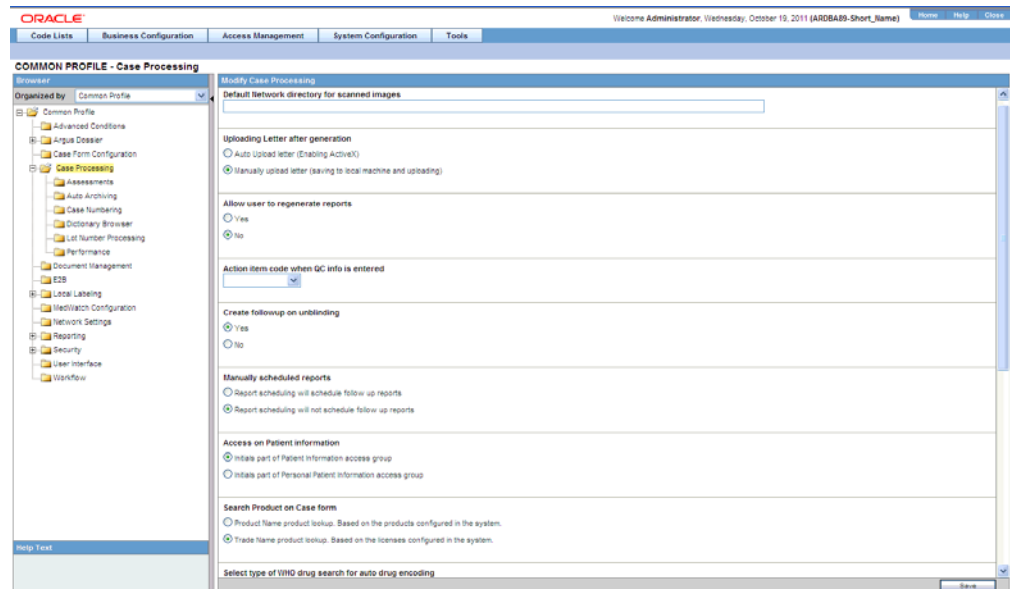 ORACLE
Welcome Administrator, Wednesday, October 19, 2011 (ARDBA89-Short_Name)
Home Help Close
Code Lists Business Configuration Access Management System Configuration Tools
COMMON PROFILE - Case Processing
Browser
Organized by Common Profile
Common Profile
Advanced Conditions
Argus Dossier
Case Form Configuration
Case Processing
Assessments
Auto Archiving
Case Numbering
Dictionary Browser
Lot Number Processing
Performance
Document Management
E2B
Local Labeling
MedWatch Configuration
Network Settings
Reporting
Security
User Interface
Workflow
Help Text
Modify Case Processing
Default Network directory for scanned images
Uploading Letter after generation
Auto Upload letter (Enabling ActiveX)
Manually upload letter (saving to local machine and uploading)
Allow user to regenerate reports
Yes
No
Action item code when QC info is entered
Create followup on unblinding
Yes
No
Manually scheduled reports
Report scheduling will schedule follow up reports
Report scheduling will not schedule follow up reports
Access on Patient information
Initials part of Patient Information access group
Initials part of Personal Patient Information access group
Search Product on Case form
Product Name product lookup. Based on the products configured in the system.
Trade Name product lookup. Based on the licenses configured in the system.
Select type of WHO drug search for auto drug encoding
Save